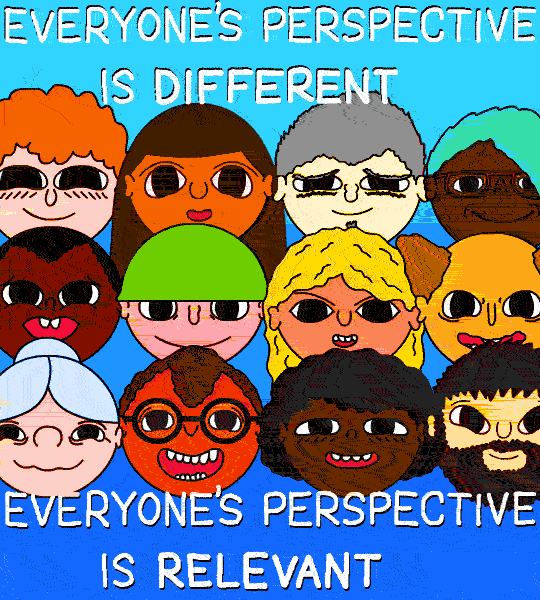 EVERYONE'S PERSPECTIVE
IS DIFFERENT
EVERYONE'S PERSPECTIVE
IS RELEVANT